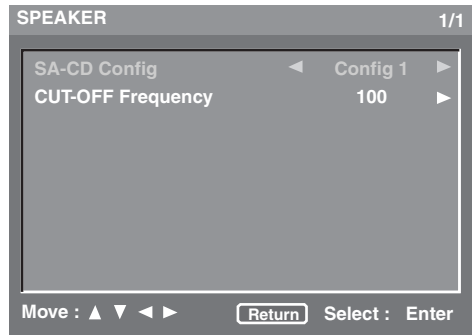 SPEAKER 1/1
SA-CD Config ◀ Config 1 ▶
CUT-OFF Frequency 100 ▶
Move : ▲ ▼ ◀ ▶ Return Select : Enter